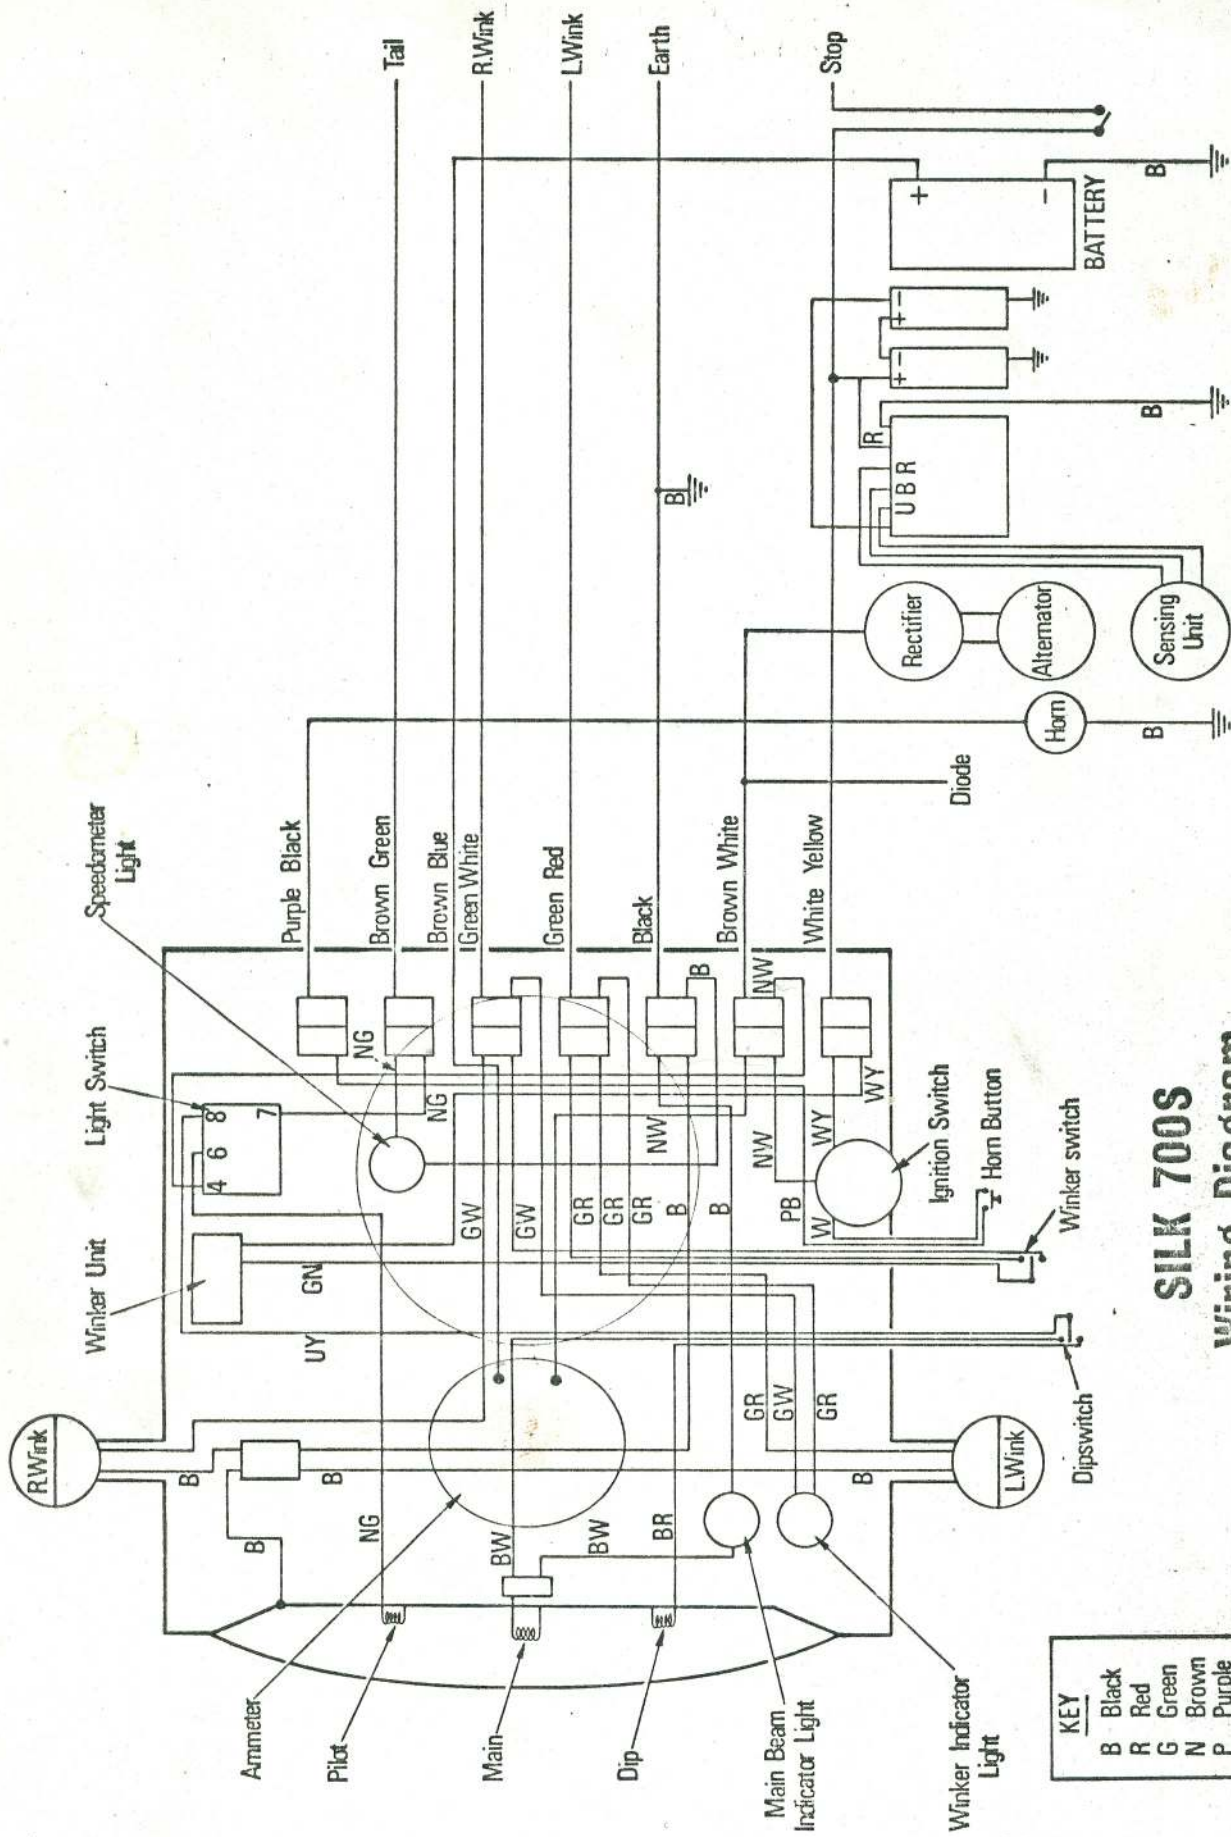 Tail
R.Wink
L.Wink
Earth
Stop
+
-
BATTERY
B
-
+
-
+
B
R
U B R
B
Rectifier
Alternator
Sensing
Unit
Horn
B
Diode
Speedometer
Light
Purple Black
Brown Green
Brown Blue
Green White
Green Red
Black
Brown White
White Yellow
Light Switch
Winker Unit
4
6
8
7
NG
NG
B
NW
NW
NW
WY
WY
PB
W
GW
GW
GR
GR
GR
B
B
GN
UY
Ignition Switch
Horn Button
Winker switch
Dipswitch
R.Wink
L.Wink
B
B
B
B
NG
BW
BW
BR
GR
GW
GR
Ammeter
Pilot
Main
Dip
Main Beam
Indicator Light
Winker Indicator
Light
SILK 700S
Wiring Diagram
KEY
B Black
R Red
G Green
N Brown
P Purple